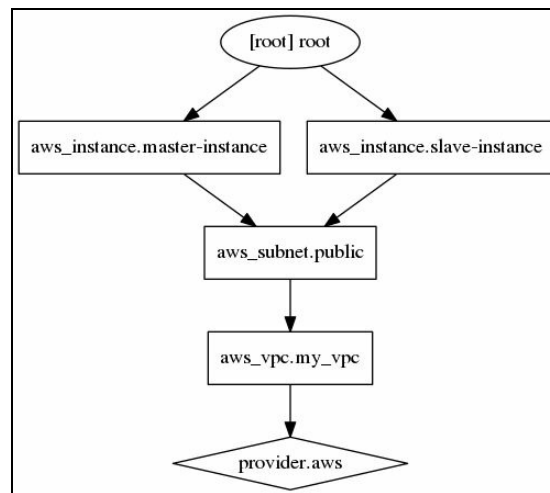 [root] root
aws_instance.master-instance
aws_instance.slave-instance
aws_subnet.public
aws_vpc.my_vpc
provider.aws